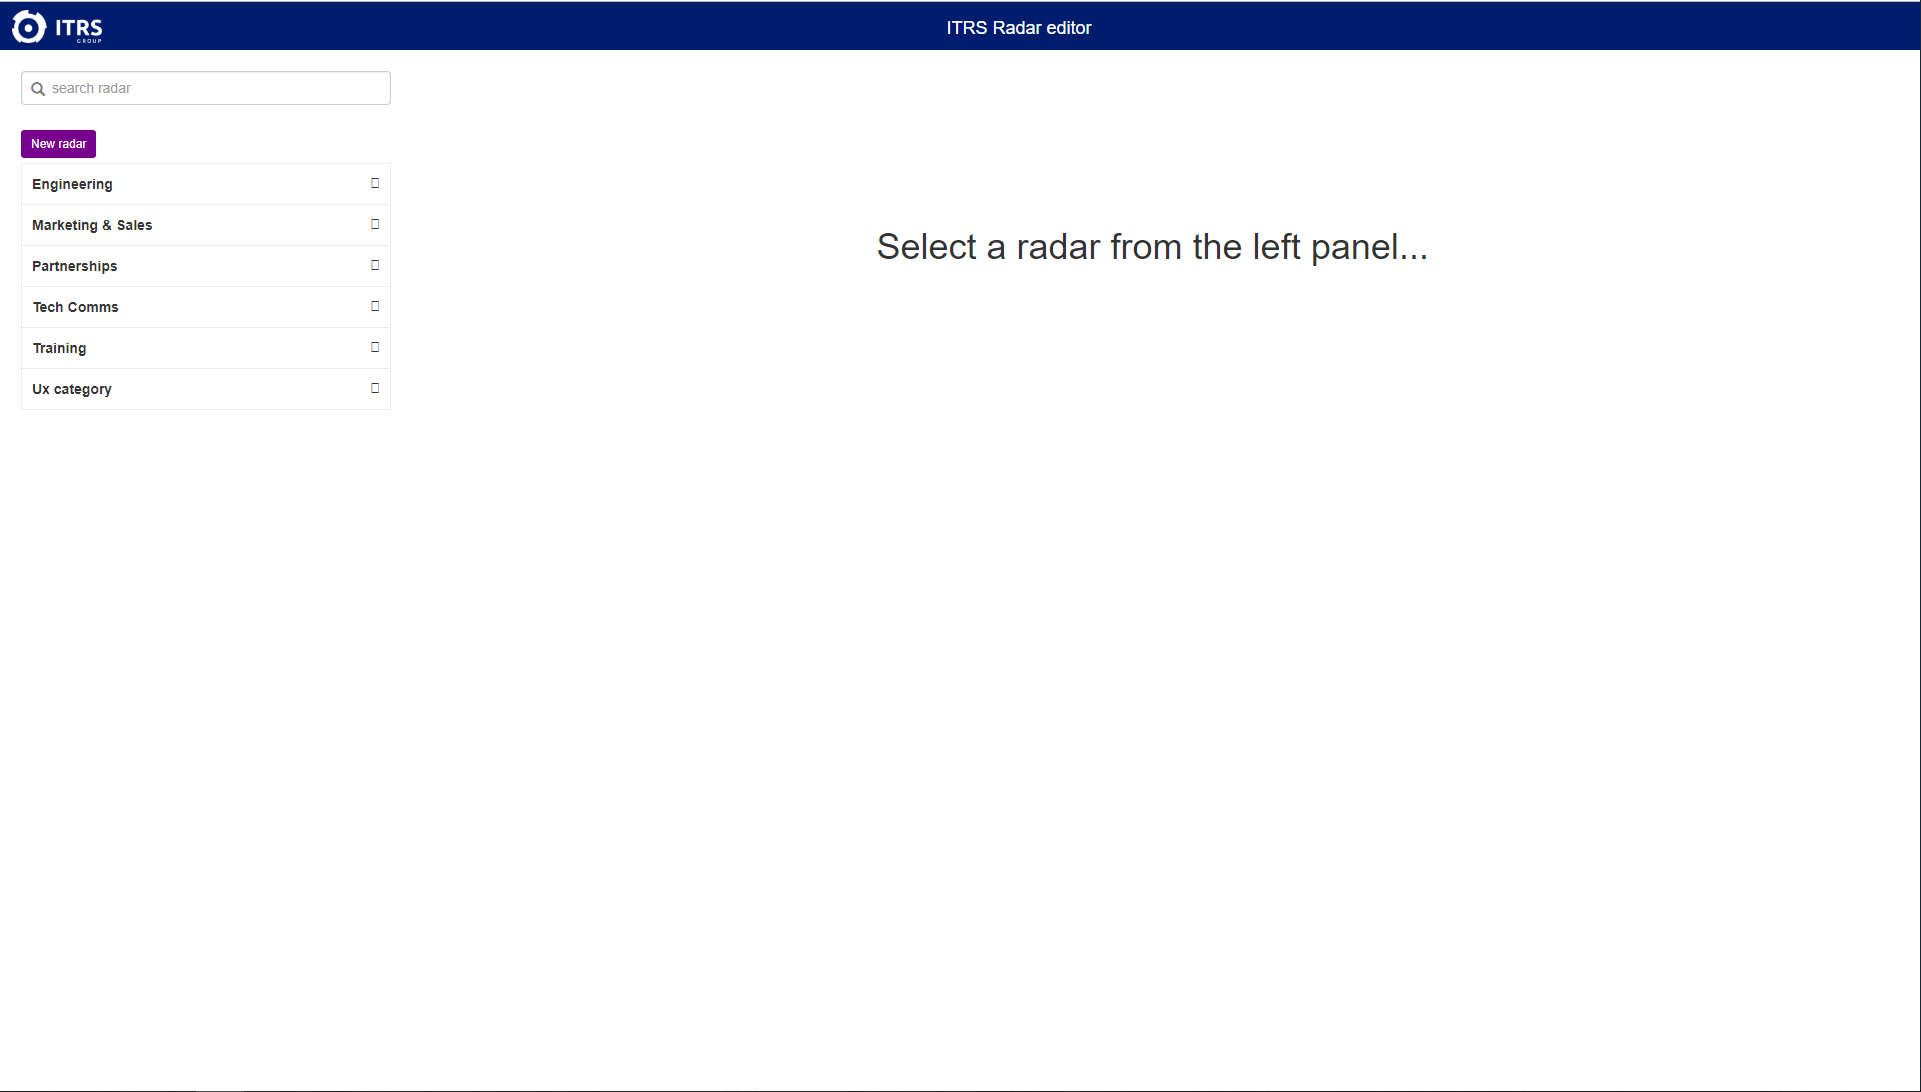 ITRS
GROUP
ITRS Radar editor
search radar
New radar
Engineering
Marketing & Sales
Partnerships
Tech Comms
Training
Ux category
Select a radar from the left panel...